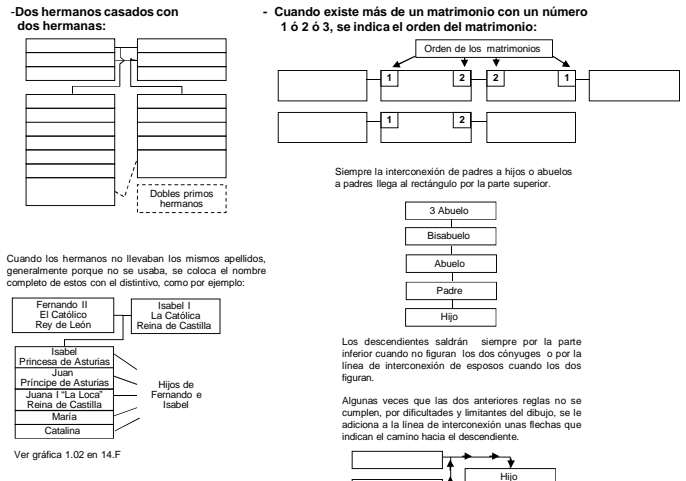 -Dos hermanos casados con
dos hermanas:
Dobles primos
hermanos
Cuando los hermanos no llevaban los mismos apellidos,
generalmente porque no se usaba, se coloca el nombre
completo de estos con el distintivo, como por ejemplo:
Fernando II
El Católico
Rey de León
Isabel I
La Católica
Reina de Castilla
Isabel
Princesa de Asturias
Juan
Príncipe de Asturias
Juana I “La Loca”
Reina de Castilla
María
Catalina
Hijos de
Fernando e
Isabel
Ver gráfica 1.02 en 14.F
- Cuando existe más de un matrimonio con un número
1 ó 2 ó 3, se indica el orden del matrimonio:
Orden de los matrimonios
1 2 2 1
1 2
Siempre la interconexión de padres a hijos o abuelos
a padres llega al rectángulo por la parte superior.
3 Abuelo
Bisabuelo
Abuelo
Padre
Hijo
Los descendientes saldrán siempre por la parte
inferior cuando no figuran los dos cónyuges o por la
línea de interconexión de esposos cuando los dos
figuran.
Algunas veces que las dos anteriores reglas no se
cumplen, por dificultades y limitantes del dibujo, se le
adiciona a la línea de interconexión unas flechas que
indican el camino hacia el descendiente.
Hijo